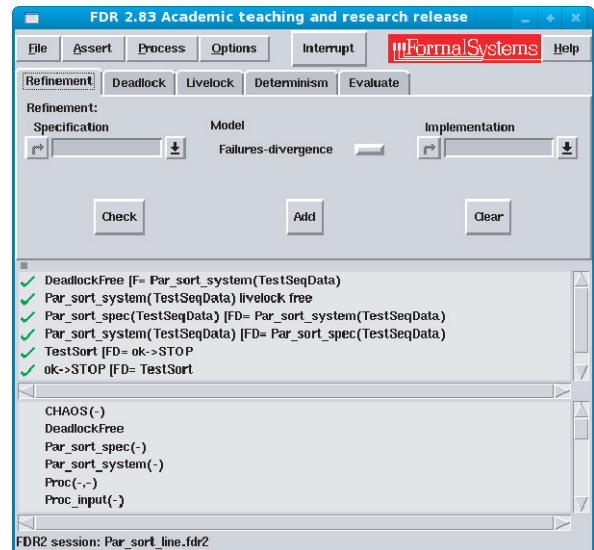 FDR 2.83 Academic teaching and research release
File Assert Process Options Interrupt FormalSystems Help
Refinement Deadlock Livelock Determinism Evaluate
Refinement:
Specification Model Implementation
Failures-divergence
Check Add Clear
DeadlockFree [F= Par_sort_system(TestSeqData)
Par_sort_system(TestSeqData) livelock free
Par_sort_spec(TestSeqData) [FD= Par_sort_system(TestSeqData)
Par_sort_system(TestSeqData) [FD= Par_sort_spec(TestSeqData)
TestSort [FD= ok->STOP
ok->STOP [FD= TestSort
CHAOS(-)
DeadlockFree
Par_sort_spec(-)
Par_sort_system(-)
Proc(-,-)
Proc_input(-)
FDR2 session: Par_sort_line.fdr2